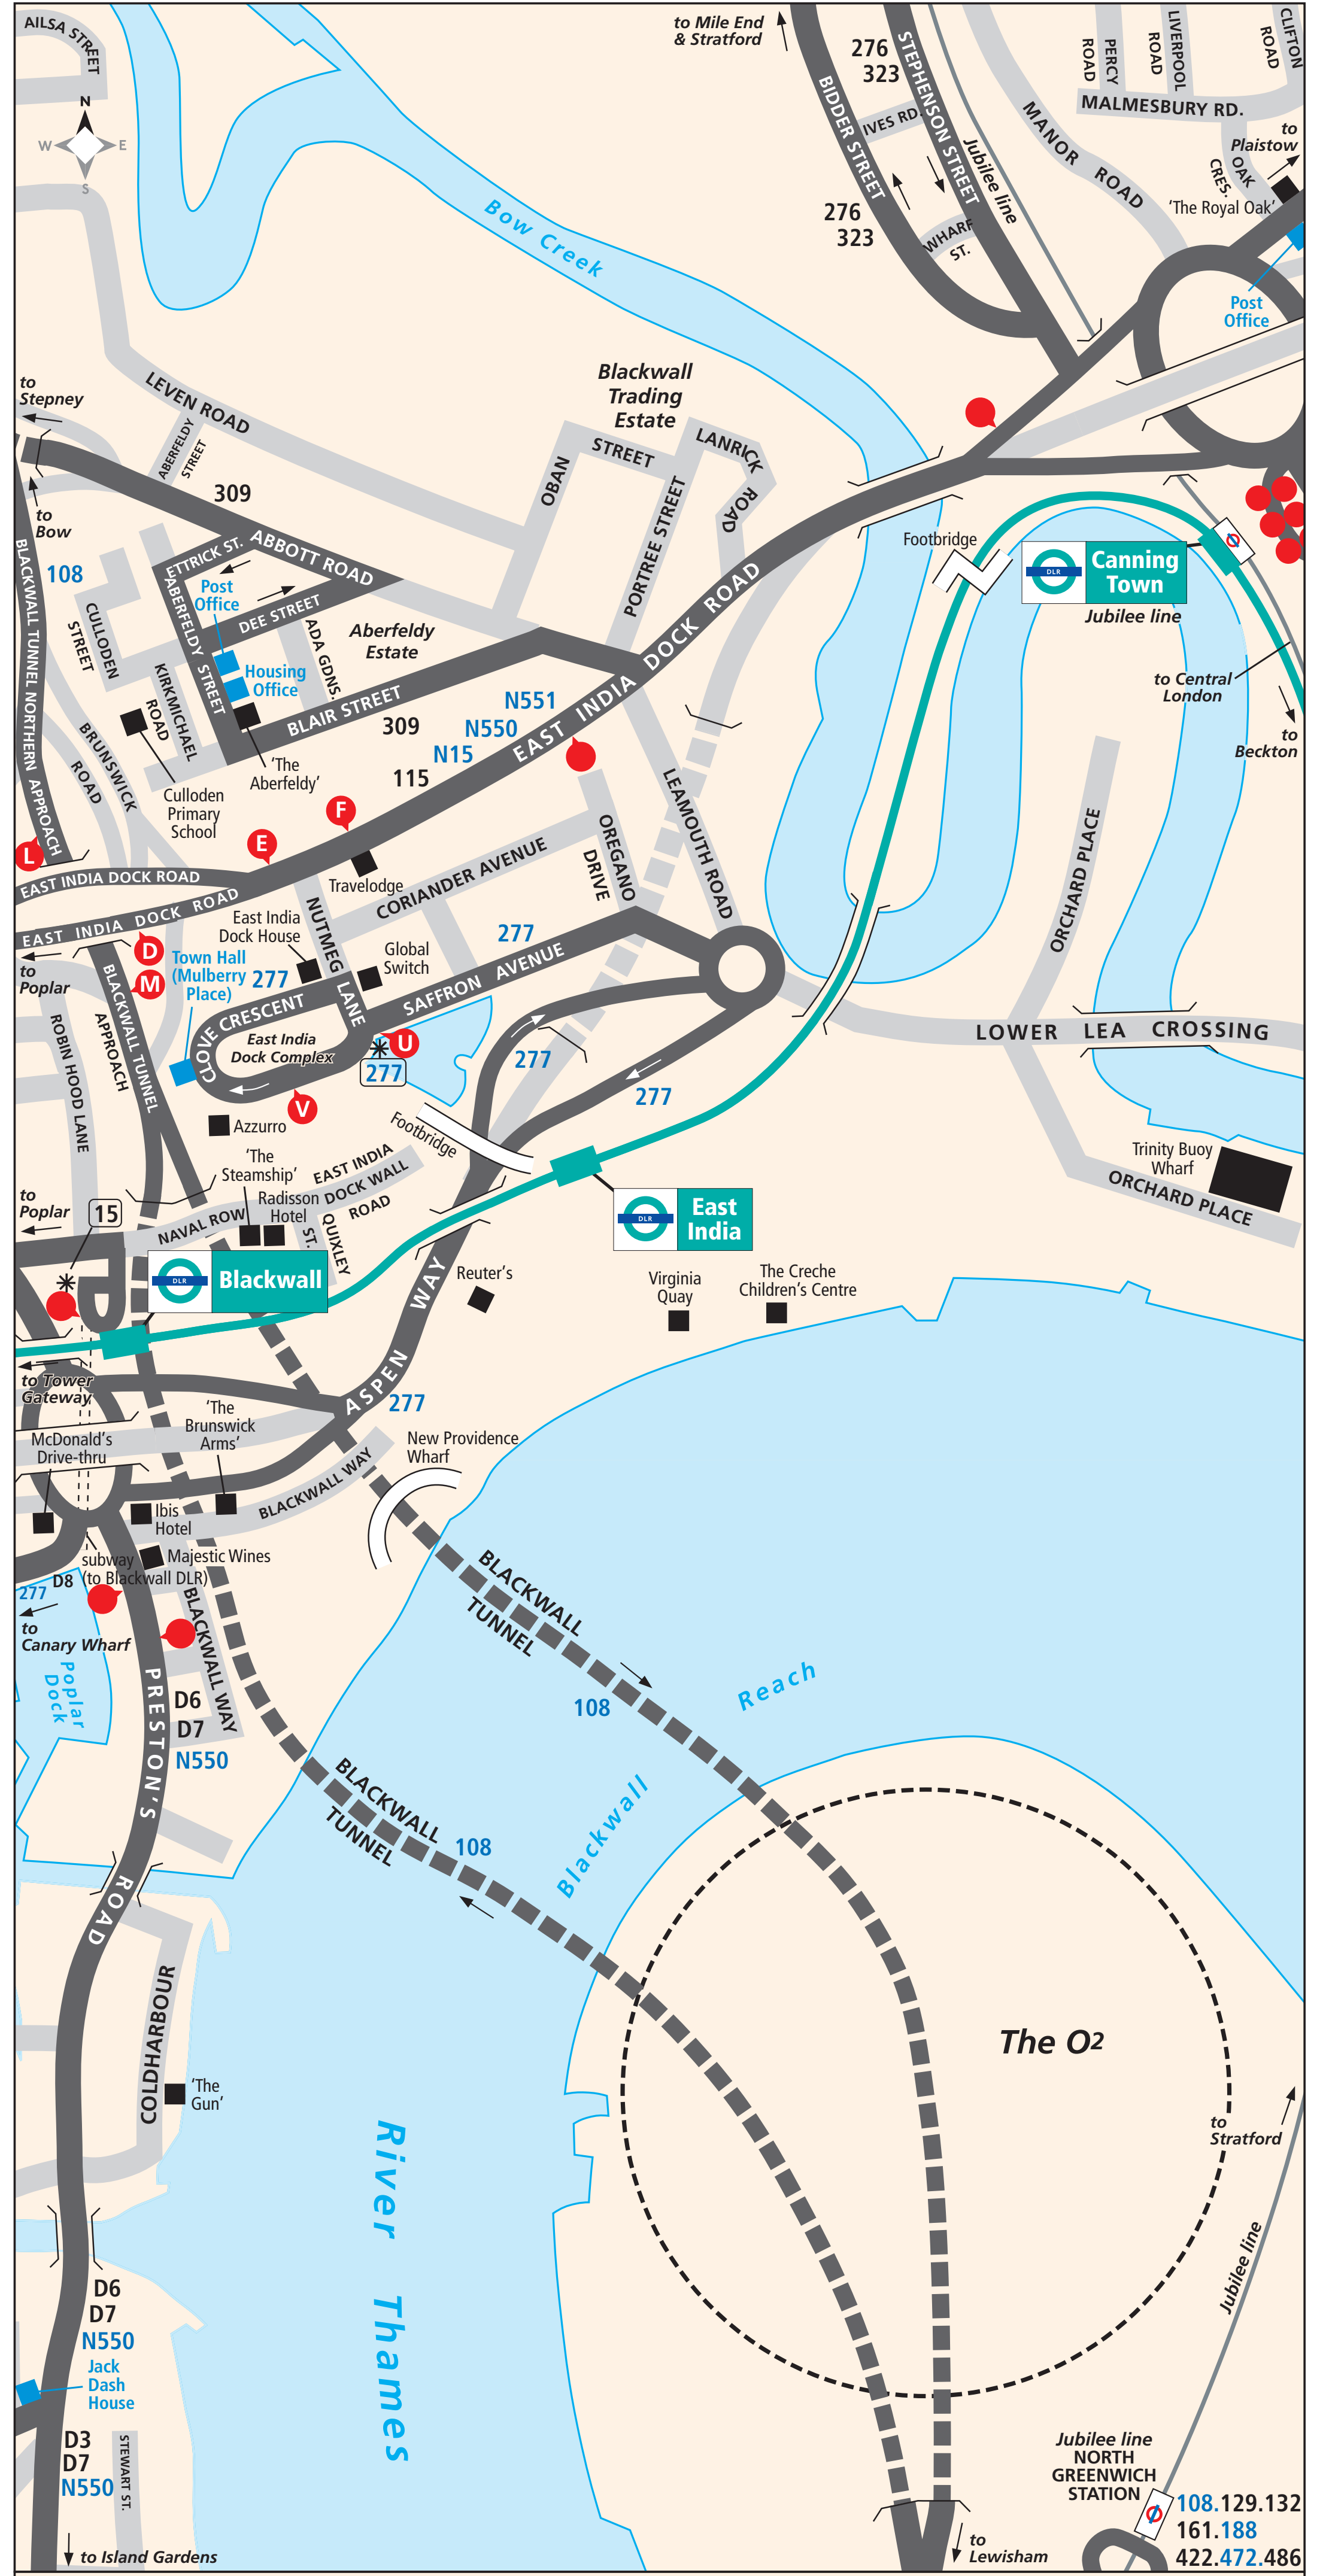 AILSA STREET
N
W
E
S
to Mile End
& Stratford
276
323
STEPHENSON STREET
BIDDER STREET
IVES RD.
Jubilee line
276
323
WHARF
ST.
MANOR ROAD
PERCY
ROAD
LIVERPOOL
ROAD
CLIFTON
ROAD
MALMESBURY RD.
to
Plaistow
OAK
CRES.
'The Royal Oak'
Post
Office
Bow Creek
to
Stepney
LEVEN ROAD
ABERFELDY
STREET
Blackwall
Trading
Estate
OBAN
STREET
LANRICK
ROAD
PORTREE STREET
309
to
Bow
BLACKWALL TUNNEL NORTHERN APPROACH
108
ETTRICK ST.
ABBOTT ROAD
Post
Office
DEE STREET
ABERFELDY STREET
CULLODEN
STREET
ADA GDNS.
Aberfeldy
Estate
Housing
Office
KIRKMICHAEL
ROAD
BLAIR STREET
309
'The
Aberfeldy'
Culloden
Primary
School
BRUNSWICK
ROAD
N551
N550
N15
115
EAST INDIA DOCK ROAD
Footbridge
DLR
Canning
Town
Jubilee line
to Central
London
to
Beckton
L
E
F
EAST INDIA DOCK ROAD
EAST INDIA DOCK ROAD
Travelodge
CORIANDER AVENUE
OREGANO
DRIVE
LEAMOUTH ROAD
ORCHARD PLACE
to
Poplar
D
M
Town Hall
(Mulberry
Place)
East India
Dock House
NUTMEG
LANE
Global
Switch
277
277
SAFFRON AVENUE
CLOVE CRESCENT
East India
Dock Complex
U
277
V
277
277
BLACKWALL TUNNEL
APPROACH
ROBIN HOOD LANE
LOWER LEA CROSSING
Azzurro
Footbridge
'The
Steamship'
EAST INDIA
DOCK WALL
ROAD
Radisson
Hotel
NAVAL ROW
QUIXLEY
ST.
to
Poplar
15
DLR
Blackwall
DLR
East
India
Trinity Buoy
Wharf
ORCHARD PLACE
Reuter's
Virginia
Quay
The Creche
Children's Centre
ASPEN WAY
277
to Tower
Gateway
'The
Brunswick
Arms'
McDonald's
Drive-thru
New Providence
Wharf
BLACKWALL WAY
Ibis
Hotel
subway
(to Blackwall DLR)
Majestic Wines
277
D8
to
Canary Wharf
Poplar
Dock
BLACKWALL WAY
PRESTON'S ROAD
D6
D7
N550
BLACKWALL
TUNNEL
108
Blackwall Reach
BLACKWALL
TUNNEL
108
COLDHARBOUR
'The
Gun'
The O2
to
Stratford
Jubilee line
River Thames
D6
D7
N550
Jack
Dash
House
D3
D7
N550
STEWART ST.
to Island Gardens
Jubilee line
NORTH
GREENWICH
STATION
to
Lewisham
108.129.132
161.188
422.472.486